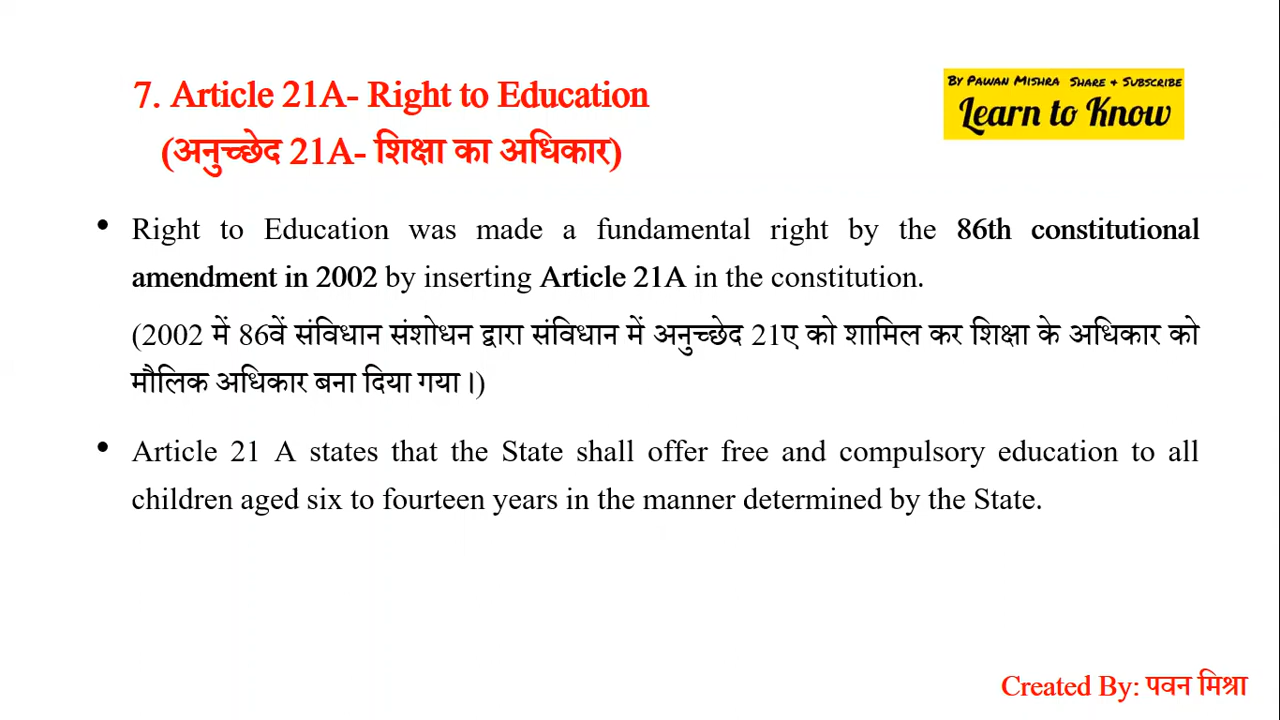 7. Article 21A- Right to Education
(अनुच्छेद 21A- शिक्षा का अधिकार)
By Pawan Mishra Share + Subscribe
Learn to Know
• Right to Education was made a fundamental right by the 86th constitutional
amendment in 2002 by inserting Article 21A in the constitution.
(2002 में 86वें संविधान संशोधन द्वारा संविधान में अनुच्छेद 21ए को शामिल कर शिक्षा के अधिकार को
मौलिक अधिकार बना दिया गया।)
• Article 21 A states that the State shall offer free and compulsory education to all
children aged six to fourteen years in the manner determined by the State.
Created By: पवन मिश्रा